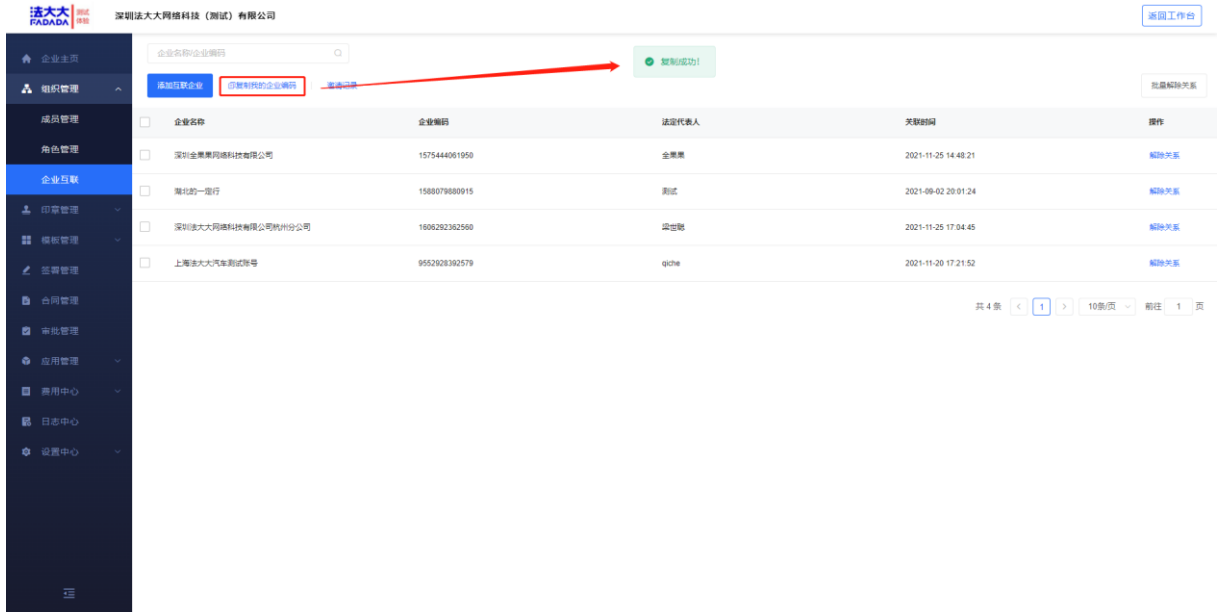 法大大 测试
FADADA 体验
深圳法大大网络科技（测试）有限公司
返回工作台
企业主页
组织管理
成员管理
角色管理
企业互联
印章管理
模板管理
签署管理
合同管理
审批管理
应用管理
费用中心
日志中心
设置中心
企业名称/企业编码
复制成功!
添加互联企业 复制我的企业编码 邀请记录
批量解除关系
企业名称 企业编码 法定代表人 关联时间 操作
深圳全果果网络科技有限公司 1575444061950 全果果 2021-11-25 14:48:21 解除关系
湖北的一定行 1588079880915 测试 2021-09-02 20:01:24 解除关系
深圳法大大网络科技有限公司杭州分公司 1606292362560 梁世聪 2021-11-25 17:04:45 解除关系
上海法大大汽车测试账号 9552928392579 qiche 2021-11-20 17:21:52 解除关系
共 4 条 1 10条/页 前往 1 页